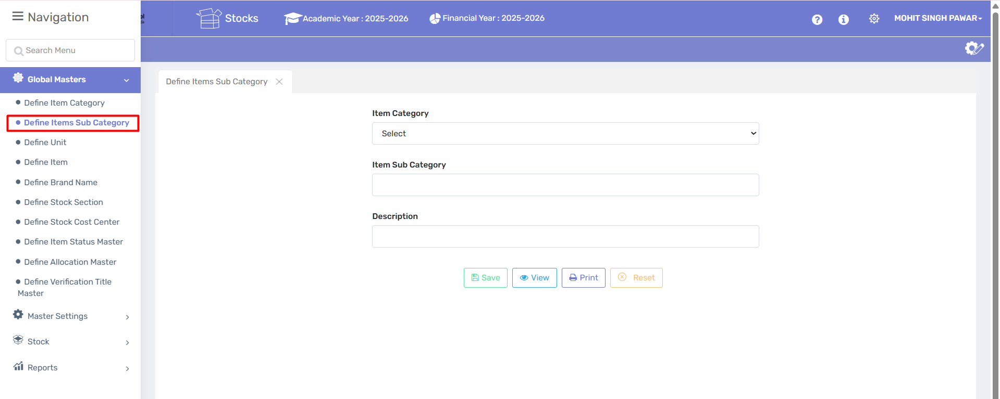 Navigation
Stocks
Academic Year : 2025-2026
Financial Year : 2025-2026
MOHIT SINGH PAWAR
Search Menu
Global Masters
Define Item Category
Define Items Sub Category
Define Unit
Define Item
Define Brand Name
Define Stock Section
Define Stock Cost Center
Define Item Status Master
Define Allocation Master
Define Verification Title
Master
Master Settings
Stock
Reports
Define Items Sub Category
Item Category
Select
Item Sub Category
Description
Save
View
Print
Reset